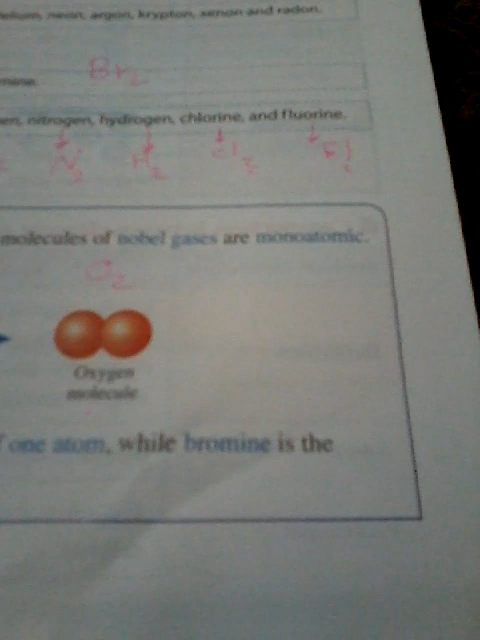 helium, neon, argon, krypton, xenon and radon.
Br2
mine.
en, nitrogen, hydrogen, chlorine, and fluorine.
N2 H2 Cl2
molecules of nobel gases are monoatomic.
O2
Oxygen
molecule
f one atom, while bromine is the